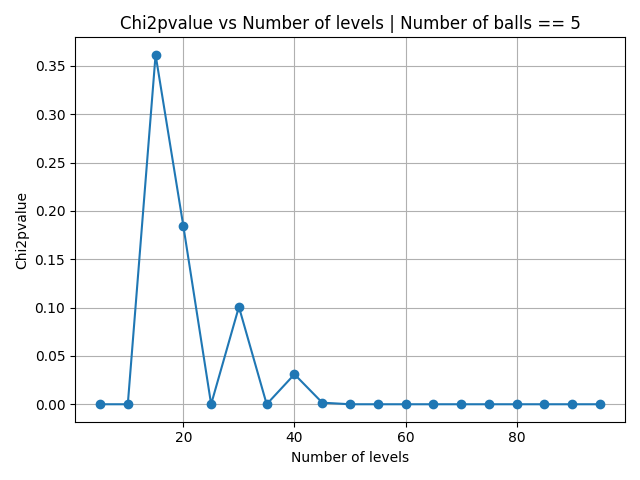 Chi2pvalue vs Number of levels | Number of balls == 5
0.35
0.30
0.25
0.20
0.15
0.10
0.05
0.00
Chi2pvalue
20 40 60 80
Number of levels